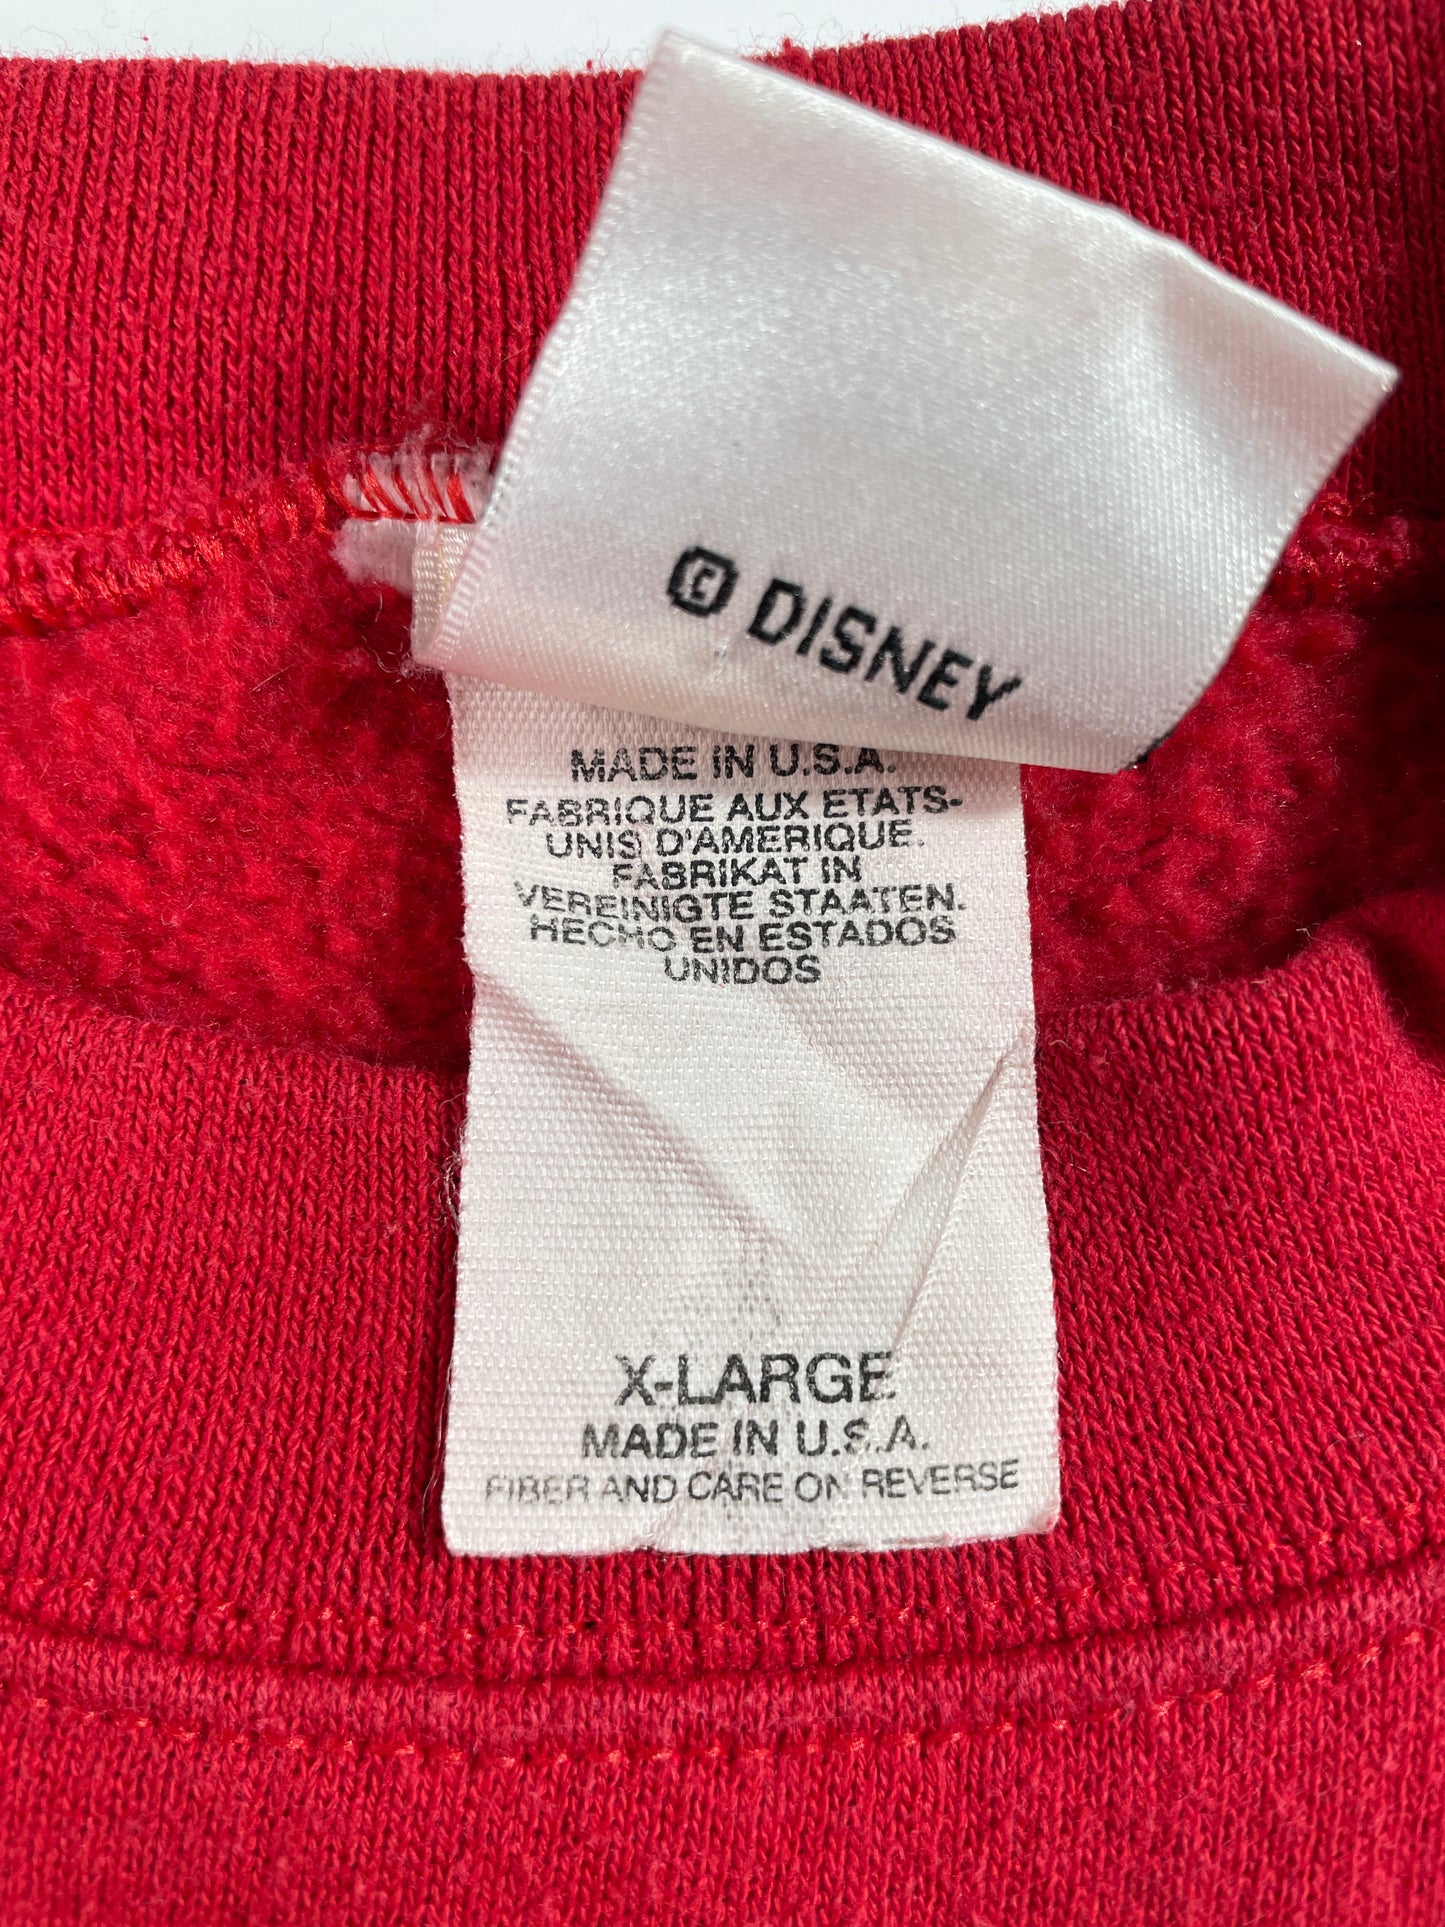 © DISNEY
MADE IN U.S.A.
FABRIQUE AUX ETATS-
UNIS D'AMERIQUE.
FABRIKAT IN
VEREINIGTE STAATEN.
HECHO EN ESTADOS
UNIDOS
X-LARGE
MADE IN U.S.A.
FIBER AND CARE ON REVERSE